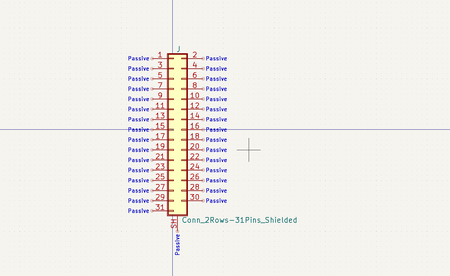 J
Passive 1 2 Passive
Passive 3 4 Passive
Passive 5 6 Passive
Passive 7 8 Passive
Passive 9 10 Passive
Passive 11 12 Passive
Passive 13 14 Passive
Passive 15 16 Passive
Passive 17 18 Passive
Passive 19 20 Passive
Passive 21 22 Passive
Passive 23 24 Passive
Passive 25 26 Passive
Passive 27 28 Passive
Passive 29 30 Passive
Passive 31
SH
Conn_2Rows-31Pins_Shielded
Passive